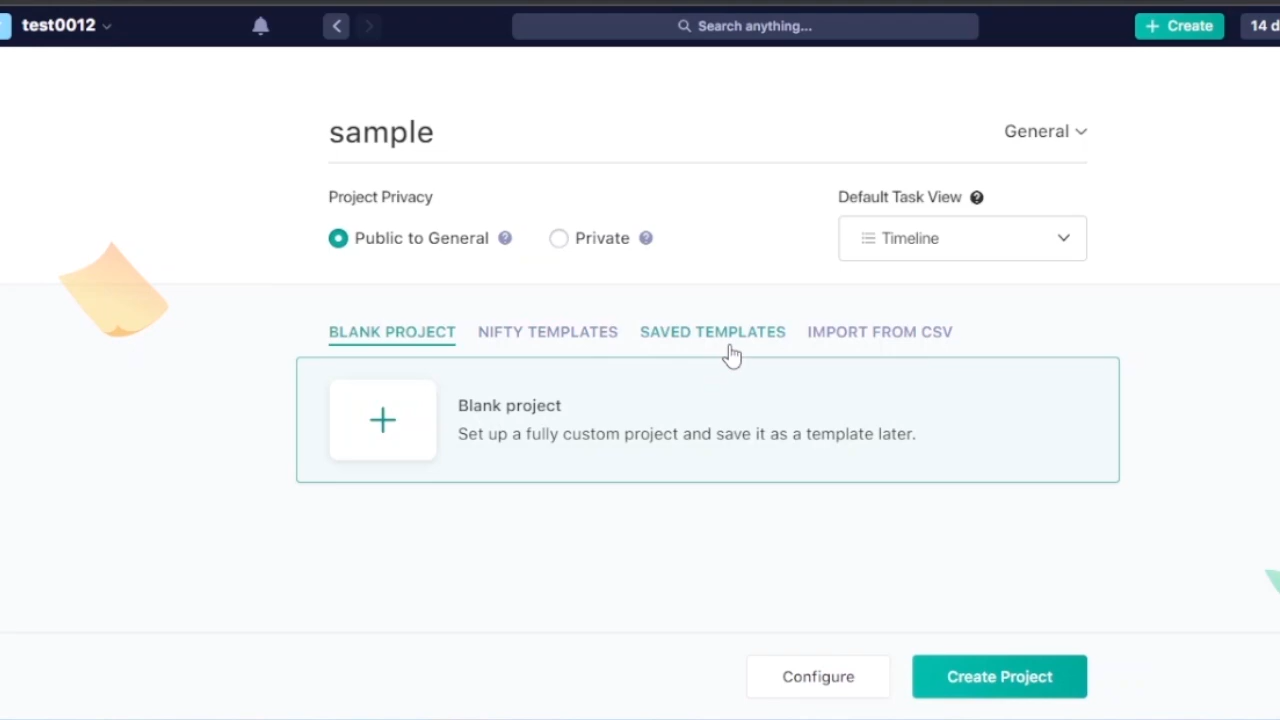 test0012
Search anything...
+ Create
14 d
sample
General
Project Privacy
Default Task View
Public to General
Private
Timeline
BLANK PROJECT
NIFTY TEMPLATES
SAVED TEMPLATES
IMPORT FROM CSV
Blank project
Set up a fully custom project and save it as a template later.
Configure
Create Project